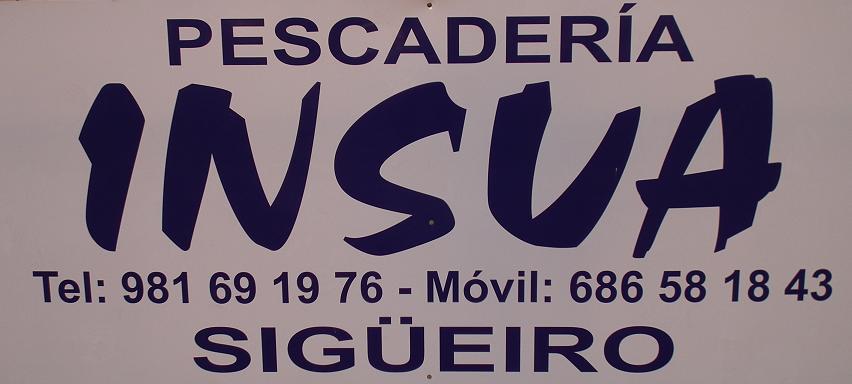 PESCADERÍA
INSUA
Tel: 981 69 19 76 - Móvil: 686 58 18 43
SIGÜEIRO